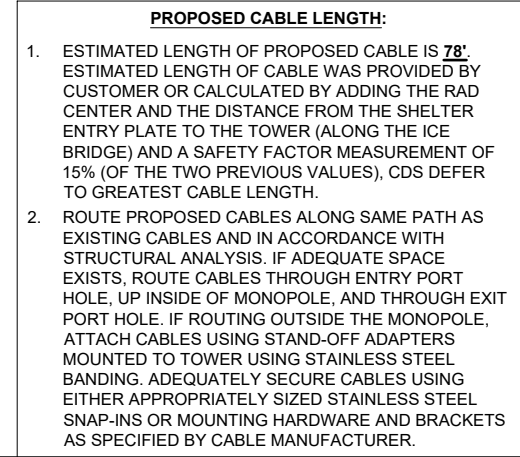 PROPOSED CABLE LENGTH:
1. ESTIMATED LENGTH OF PROPOSED CABLE IS 78'.
ESTIMATED LENGTH OF CABLE WAS PROVIDED BY
CUSTOMER OR CALCULATED BY ADDING THE RAD
CENTER AND THE DISTANCE FROM THE SHELTER
ENTRY PLATE TO THE TOWER (ALONG THE ICE
BRIDGE) AND A SAFETY FACTOR MEASUREMENT OF
15% (OF THE TWO PREVIOUS VALUES), CDS DEFER
TO GREATEST CABLE LENGTH.
2. ROUTE PROPOSED CABLES ALONG SAME PATH AS
EXISTING CABLES AND IN ACCORDANCE WITH
STRUCTURAL ANALYSIS. IF ADEQUATE SPACE
EXISTS, ROUTE CABLES THROUGH ENTRY PORT
HOLE, UP INSIDE OF MONOPOLE, AND THROUGH EXIT
PORT HOLE. IF ROUTING OUTSIDE THE MONOPOLE,
ATTACH CABLES USING STAND-OFF ADAPTERS
MOUNTED TO TOWER USING STAINLESS STEEL
BANDING. ADEQUATELY SECURE CABLES USING
EITHER APPROPRIATELY SIZED STAINLESS STEEL
SNAP-INS OR MOUNTING HARDWARE AND BRACKETS
AS SPECIFIED BY CABLE MANUFACTURER.